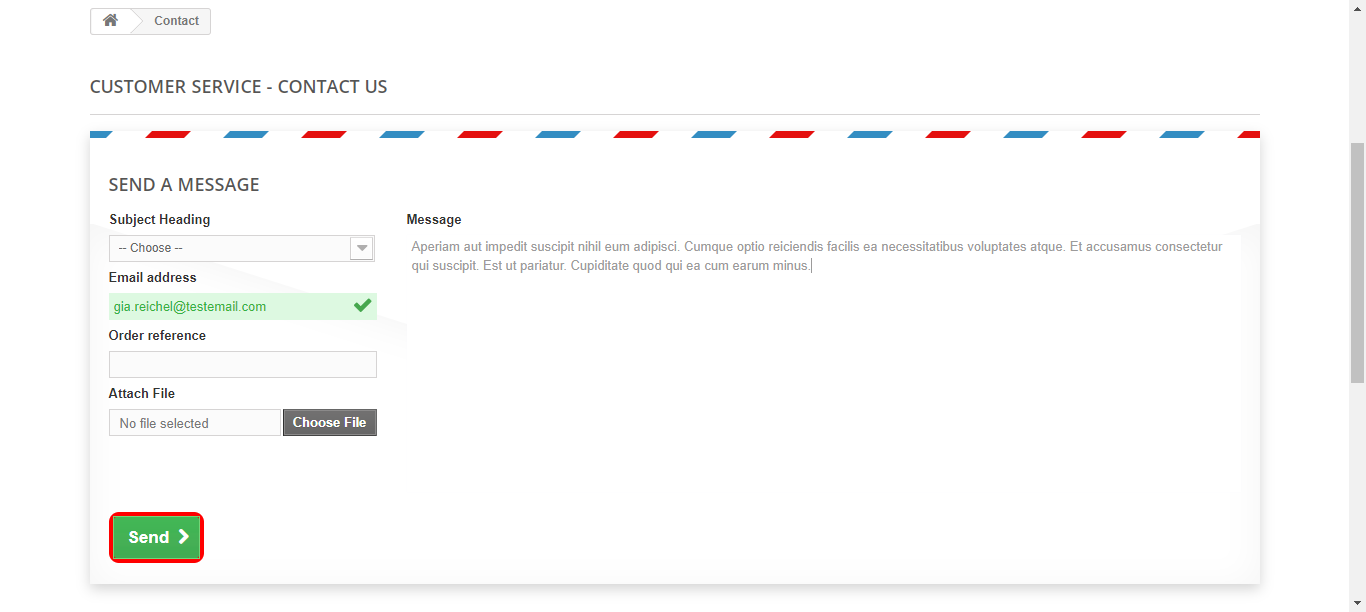 Contact
CUSTOMER SERVICE - CONTACT US
SEND A MESSAGE
Subject Heading
-- Choose --
Email address
gia.reichel@testemail.com
Order reference
Attach File
No file selected
Choose File
Message
Aperiam aut impedit suscipit nihil eum adipisci. Cumque optio reiciendis facilis ea necessitatibus voluptates atque. Et accusamus consectetur
qui suscipit. Est ut pariatur. Cupiditate quod qui ea cum earum minus.
Send